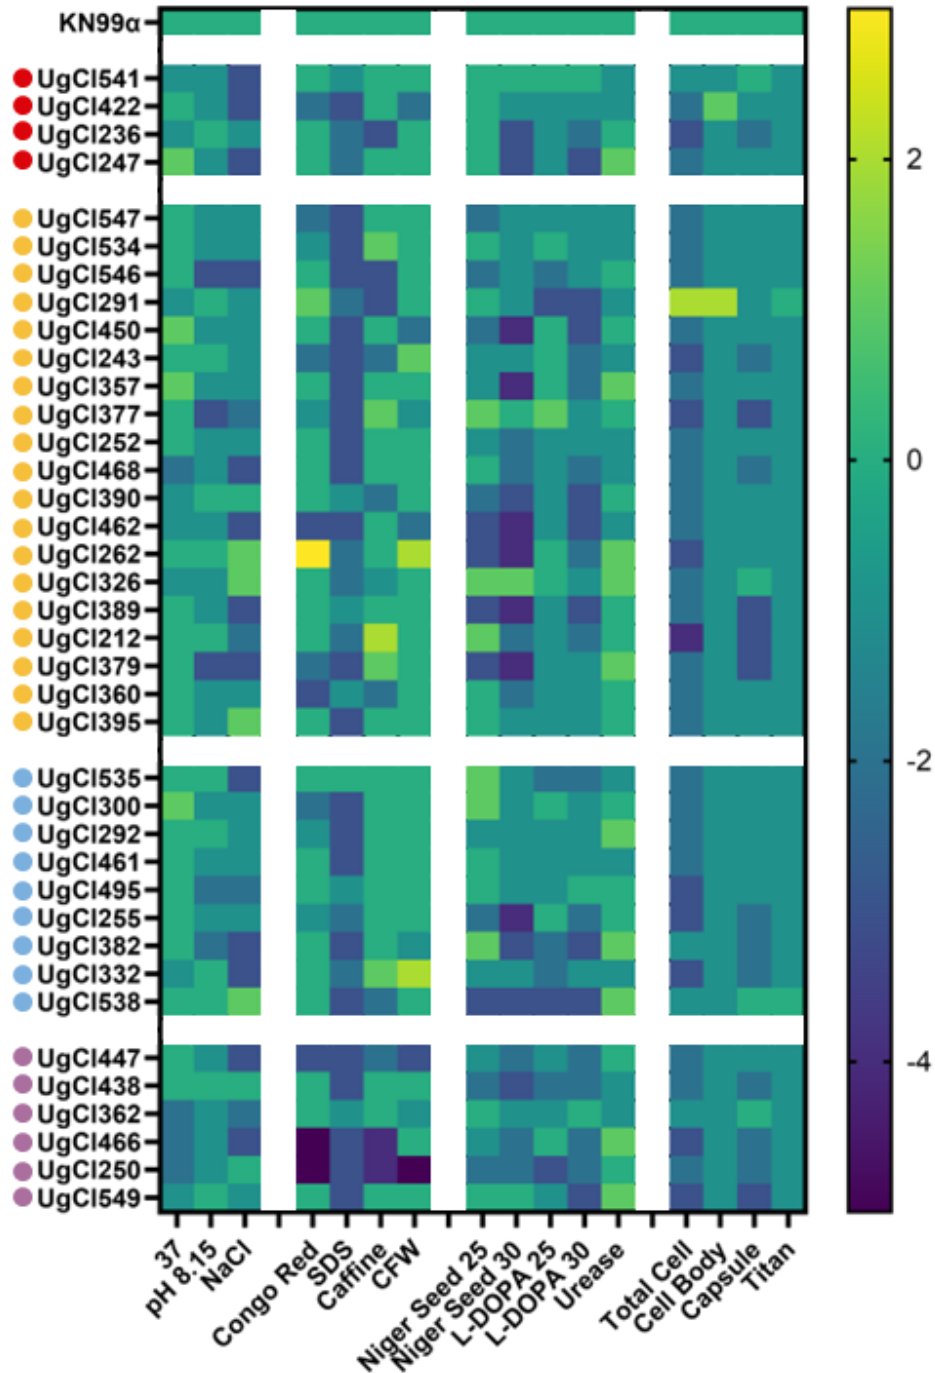 KN99α
UgCl541
UgCl422
UgCl236
UgCl247
UgCl547
UgCl534
UgCl546
UgCl291
UgCl450
UgCl243
UgCl357
UgCl377
UgCl252
UgCl468
UgCl390
UgCl462
UgCl262
UgCl326
UgCl389
UgCl212
UgCl379
UgCl360
UgCl395
UgCl535
UgCl300
UgCl292
UgCl461
UgCl495
UgCl255
UgCl382
UgCl332
UgCl538
UgCl447
UgCl438
UgCl362
UgCl466
UgCl250
UgCl549
37
pH 8.15
NaCl
Congo Red
SDS
Caffine
CFW
Niger Seed 25
Niger Seed 30
L-DOPA 25
L-DOPA 30
Urease
Total Cell
Cell Body
Capsule
Titan
2
0
-2
-4